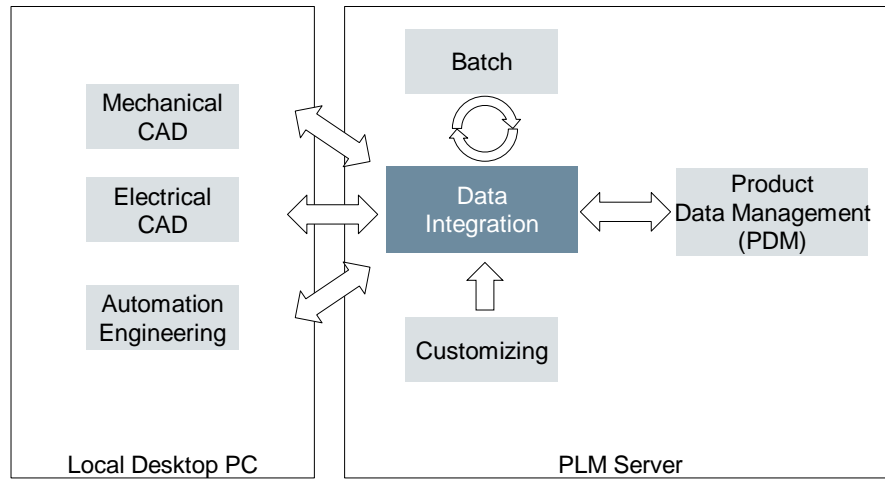 Mechanical
CAD
Electrical
CAD
Automation
Engineering
Local Desktop PC
Batch
Data
Integration
Customizing
Product
Data Management
(PDM)
PLM Server